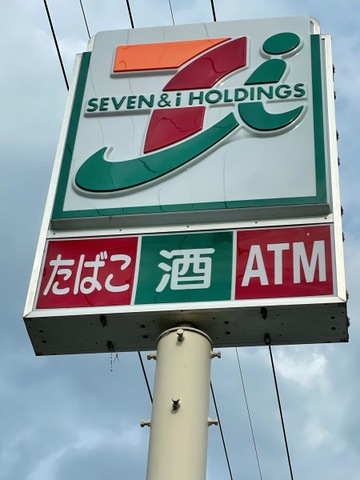 SEVEN & i HOLDINGS
たばこ 酒 ATM